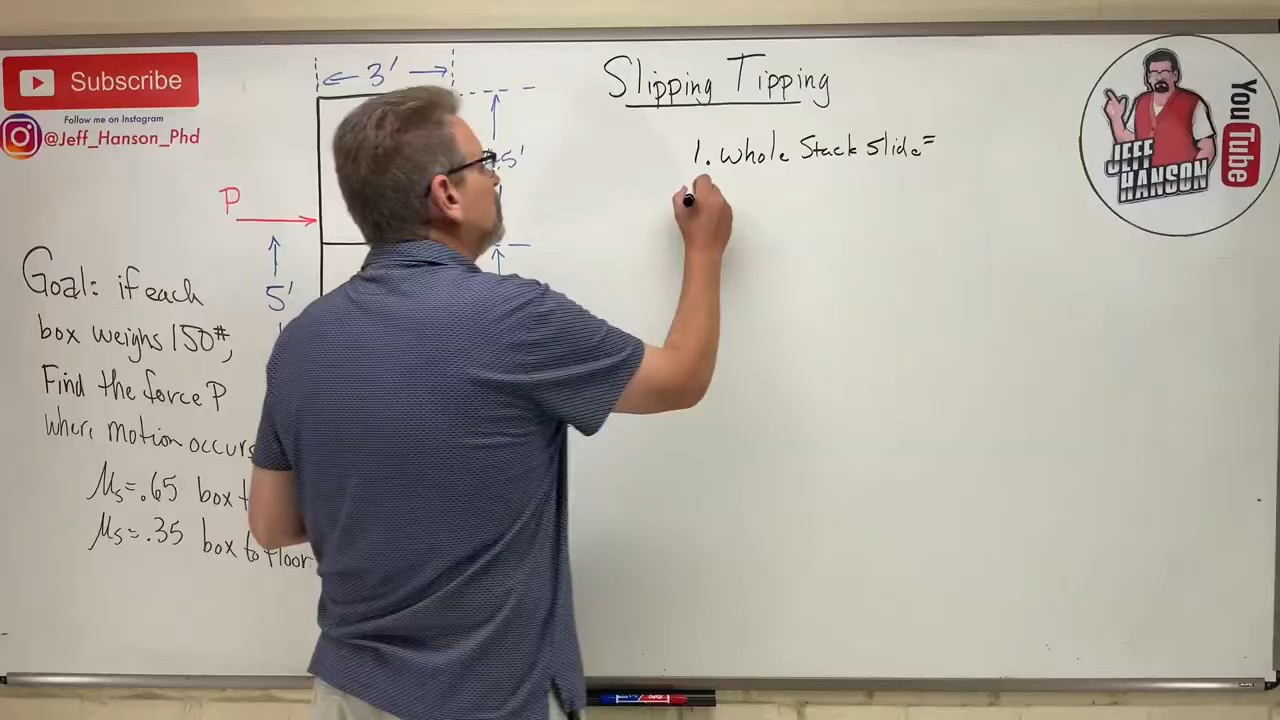 Subscribe
Follow me on Instagram
@Jeff_Hanson_Phd
3'
.5'
P
5'
Goal: if each
box weighs 150#,
Find the force P
where motion occurs
μs=.65 box t
μs=.35 box to floor.
Slipping Tipping
1. whole stack slide=
JEFF
HANSON
YouTube